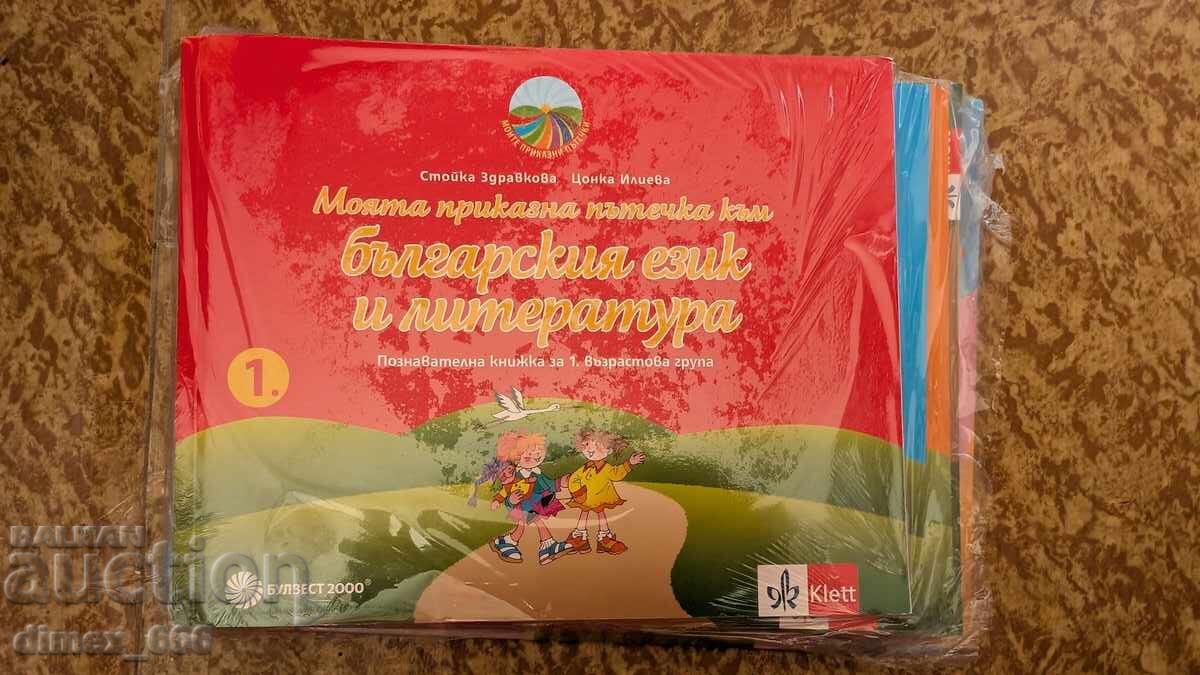 МОИТЕ ПРИКАЗНИ ПЪТЕЧКИ
Стойка Здравкова Цонка Илиева
Моята приказна пътечка към
българския език
и литература
Познавателна книжка за 1. възрастова група
1.
БУЛВЕСТ 2000®
Klett
BALKAN
auction
dimex_666